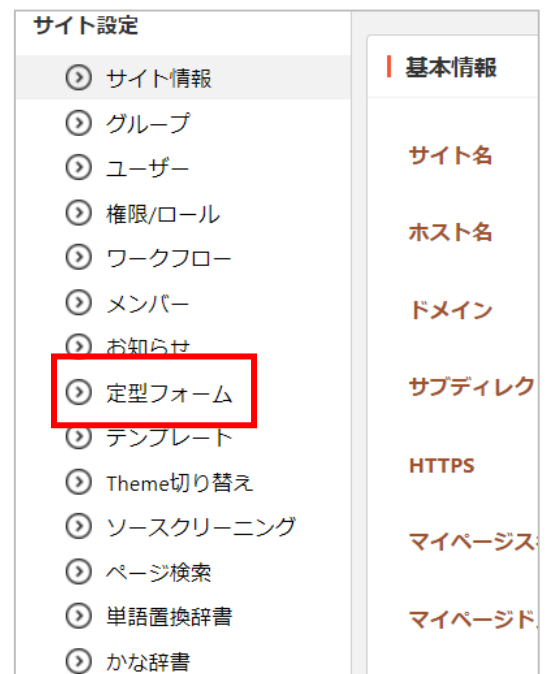 サイト設定
サイト情報
グループ
ユーザー
権限/ロール
ワークフロー
メンバー
お知らせ
定型フォーム
テンプレート
Theme切り替え
ソースクリーニング
ページ検索
単語置換辞書
かな辞書
基本情報
サイト名
ホスト名
ドメイン
サブディレク
HTTPS
マイページス
マイページド